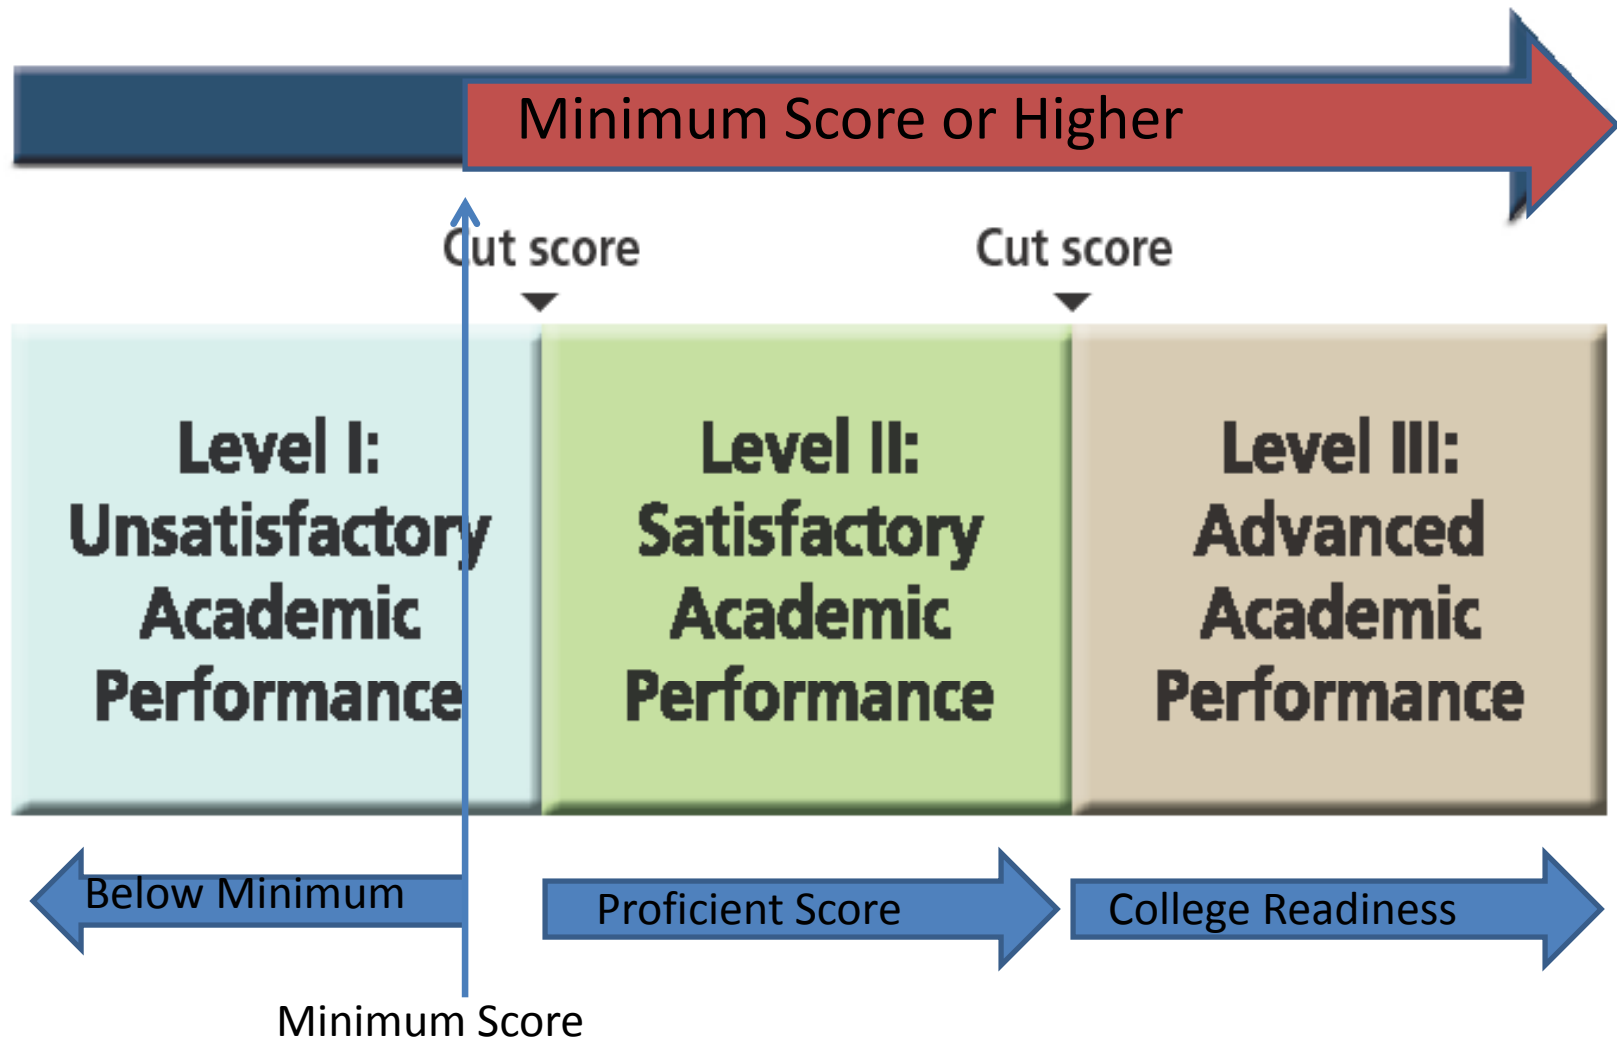 Minimum Score or Higher
Cut score
Cut score
Level I:
Unsatisfactory
Academic
Performance
Level II:
Satisfactory
Academic
Performance
Level III:
Advanced
Academic
Performance
Below Minimum
Proficient Score
College Readiness
Minimum Score